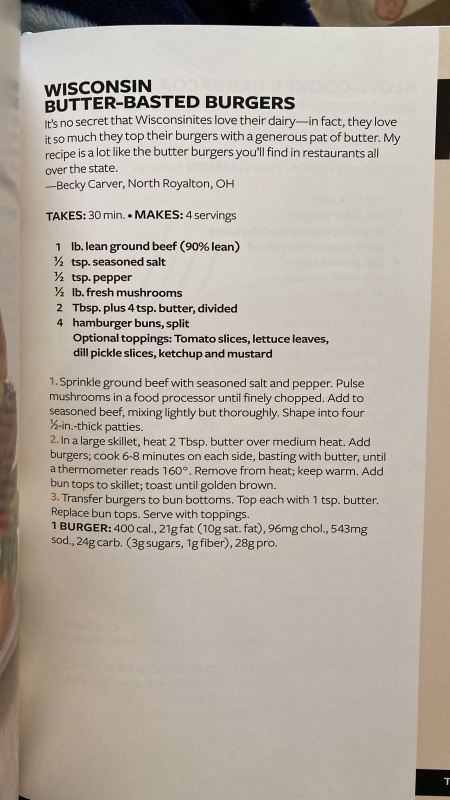 WISCONSIN
BUTTER-BASTED BURGERS
It's no secret that Wisconsinites love their dairy—in fact, they love
it so much they top their burgers with a generous pat of butter. My
recipe is a lot like the butter burgers you'll find in restaurants all
over the state.
—Becky Carver, North Royalton, OH
TAKES: 30 min. • MAKES: 4 servings
1 lb. lean ground beef (90% lean)
½ tsp. seasoned salt
½ tsp. pepper
½ lb. fresh mushrooms
2 Tbsp. plus 4 tsp. butter, divided
4 hamburger buns, split
Optional toppings: Tomato slices, lettuce leaves,
dill pickle slices, ketchup and mustard
1. Sprinkle ground beef with seasoned salt and pepper. Pulse
mushrooms in a food processor until finely chopped. Add to
seasoned beef, mixing lightly but thoroughly. Shape into four
½-in.-thick patties.
2. In a large skillet, heat 2 Tbsp. butter over medium heat. Add
burgers; cook 6-8 minutes on each side, basting with butter, until
a thermometer reads 160°. Remove from heat; keep warm. Add
bun tops to skillet; toast until golden brown.
3. Transfer burgers to bun bottoms. Top each with 1 tsp. butter.
Replace bun tops. Serve with toppings.
1 BURGER: 400 cal., 21g fat (10g sat. fat), 96mg chol., 543mg
sod., 24g carb. (3g sugars, 1g fiber), 28g pro.